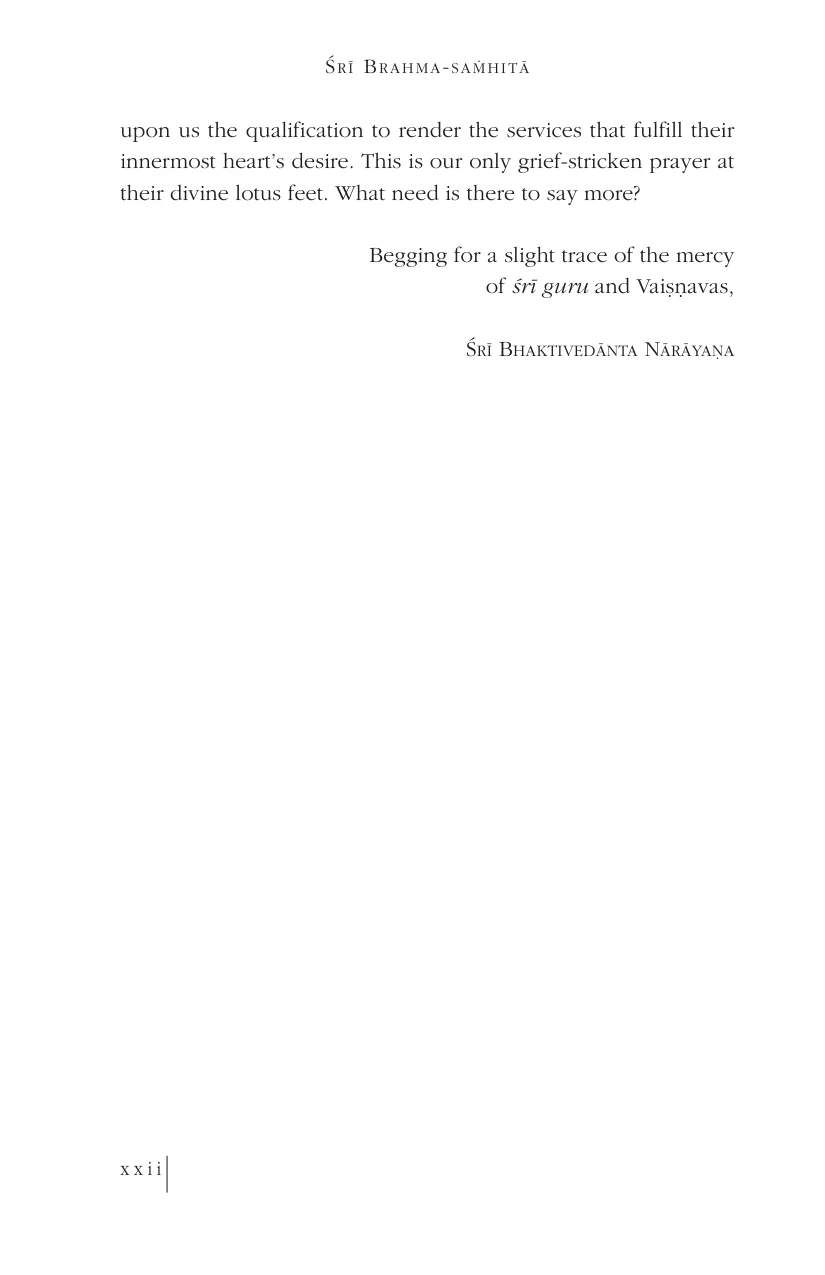 Śrī Brahma-saṁhitā
upon us the qualification to render the services that fulfill their
innermost heart’s desire. This is our only grief-stricken prayer at
their divine lotus feet. What need is there to say more?
Begging for a slight trace of the mercy
of śrī guru and Vaiṣṇavas,
Śrī Bhaktivedānta Nārāyaṇa
xxii